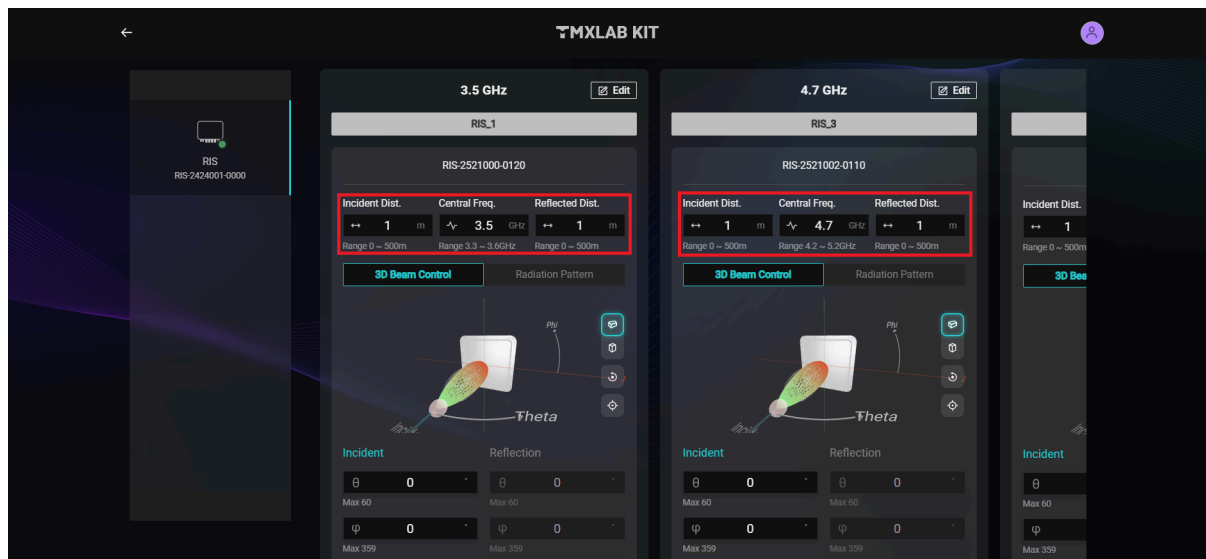 TMXLAB KIT
RIS
RIS-2424001-0000
3.5 GHz
Edit
RIS_1
RIS-2521000-0120
Incident Dist. Central Freq. Reflected Dist.
1 m 3.5 GHz 1 m
Range 0 ~ 500m Range 3.3 ~ 3.6GHz Range 0 ~ 500m
3D Beam Control Radiation Pattern
Phi
Theta
Incident Reflection
θ 0 ° θ 0 °
Max 60 Max 60
φ 0 ° φ 0 °
Max 359 Max 359
4.7 GHz
Edit
RIS_3
RIS-2521002-0110
Incident Dist. Central Freq. Reflected Dist.
1 m 4.7 GHz 1 m
Range 0 ~ 500m Range 4.2 ~ 5.2GHz Range 0 ~ 500m
3D Beam Control Radiation Pattern
Phi
Theta
Incident Reflection
θ 0 ° θ 0 °
Max 60 Max 60
φ 0 ° φ 0 °
Max 359 Max 359
Incident Dist.
1
Range 0 ~ 500m
3D Bea
Incident
θ
Max 60
φ
Max 359